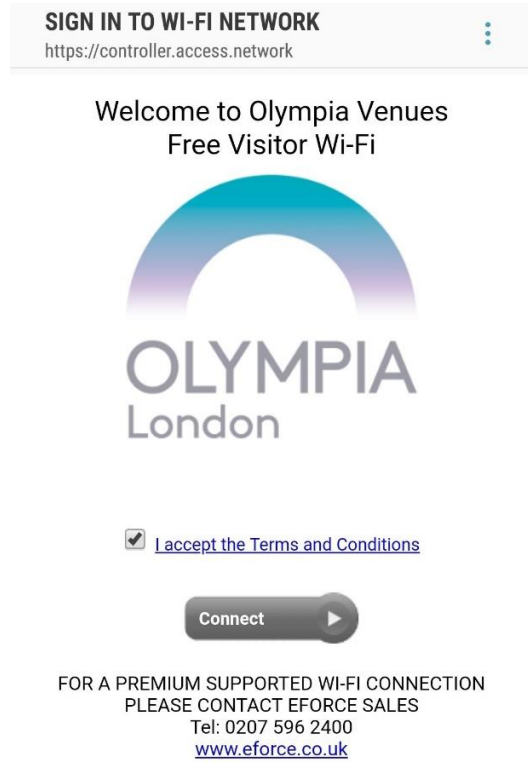 SIGN IN TO WI-FI NETWORK
https://controller.access.network
Welcome to Olympia Venues
Free Visitor Wi-Fi
OLYMPIA
London
I accept the Terms and Conditions
Connect
FOR A PREMIUM SUPPORTED WI-FI CONNECTION
PLEASE CONTACT EFORCE SALES
Tel: 0207 596 2400
www.eforce.co.uk